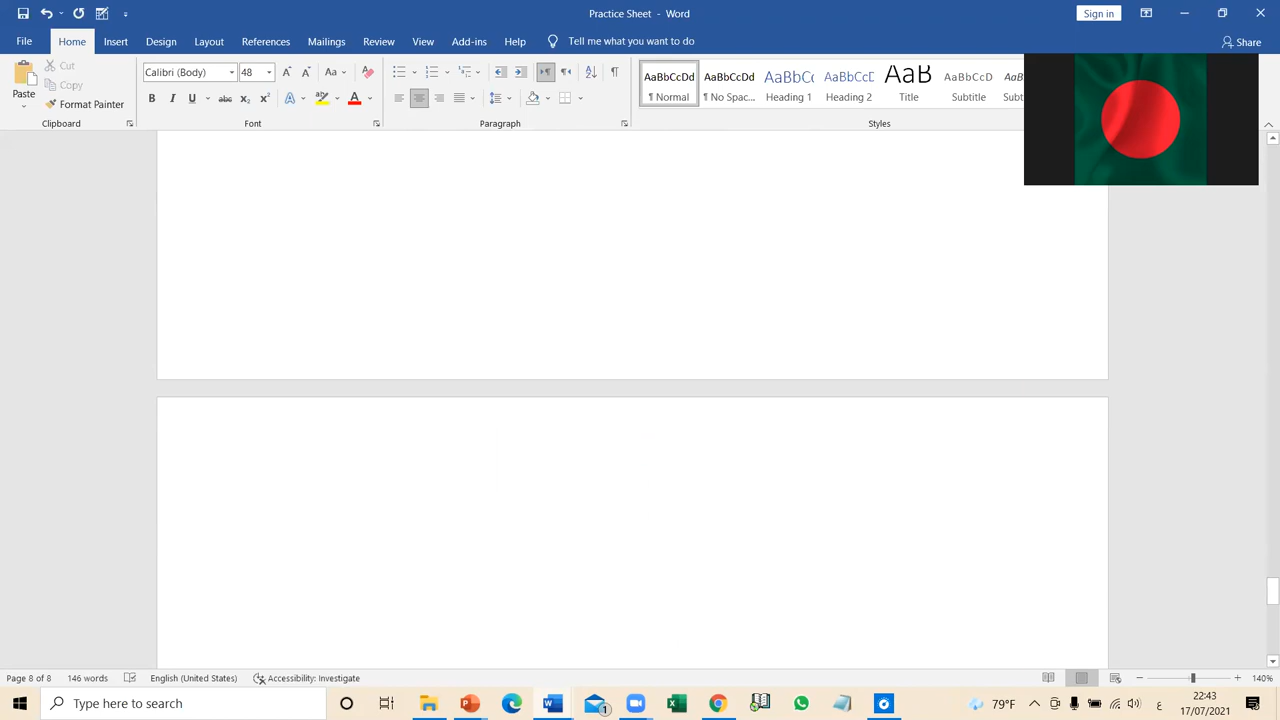 Practice Sheet - Word
Sign in
File Home Insert Design Layout References Mailings Review View Add-ins Help Tell me what you want to do Share
Paste
Cut
Copy
Format Painter
Clipboard
Calibri (Body) 48
Font
Paragraph
AaBbCcDd AaBbCcDd AaBbCc AaBbCcC AaB AaBbCcD
¶ Normal ¶ No Spac... Heading 1 Heading 2 Title Subtitle
Styles
Page 8 of 8 146 words English (United States) Accessibility: Investigate 140%
Type here to search
1
79°F
ع
22:43
17/07/2021